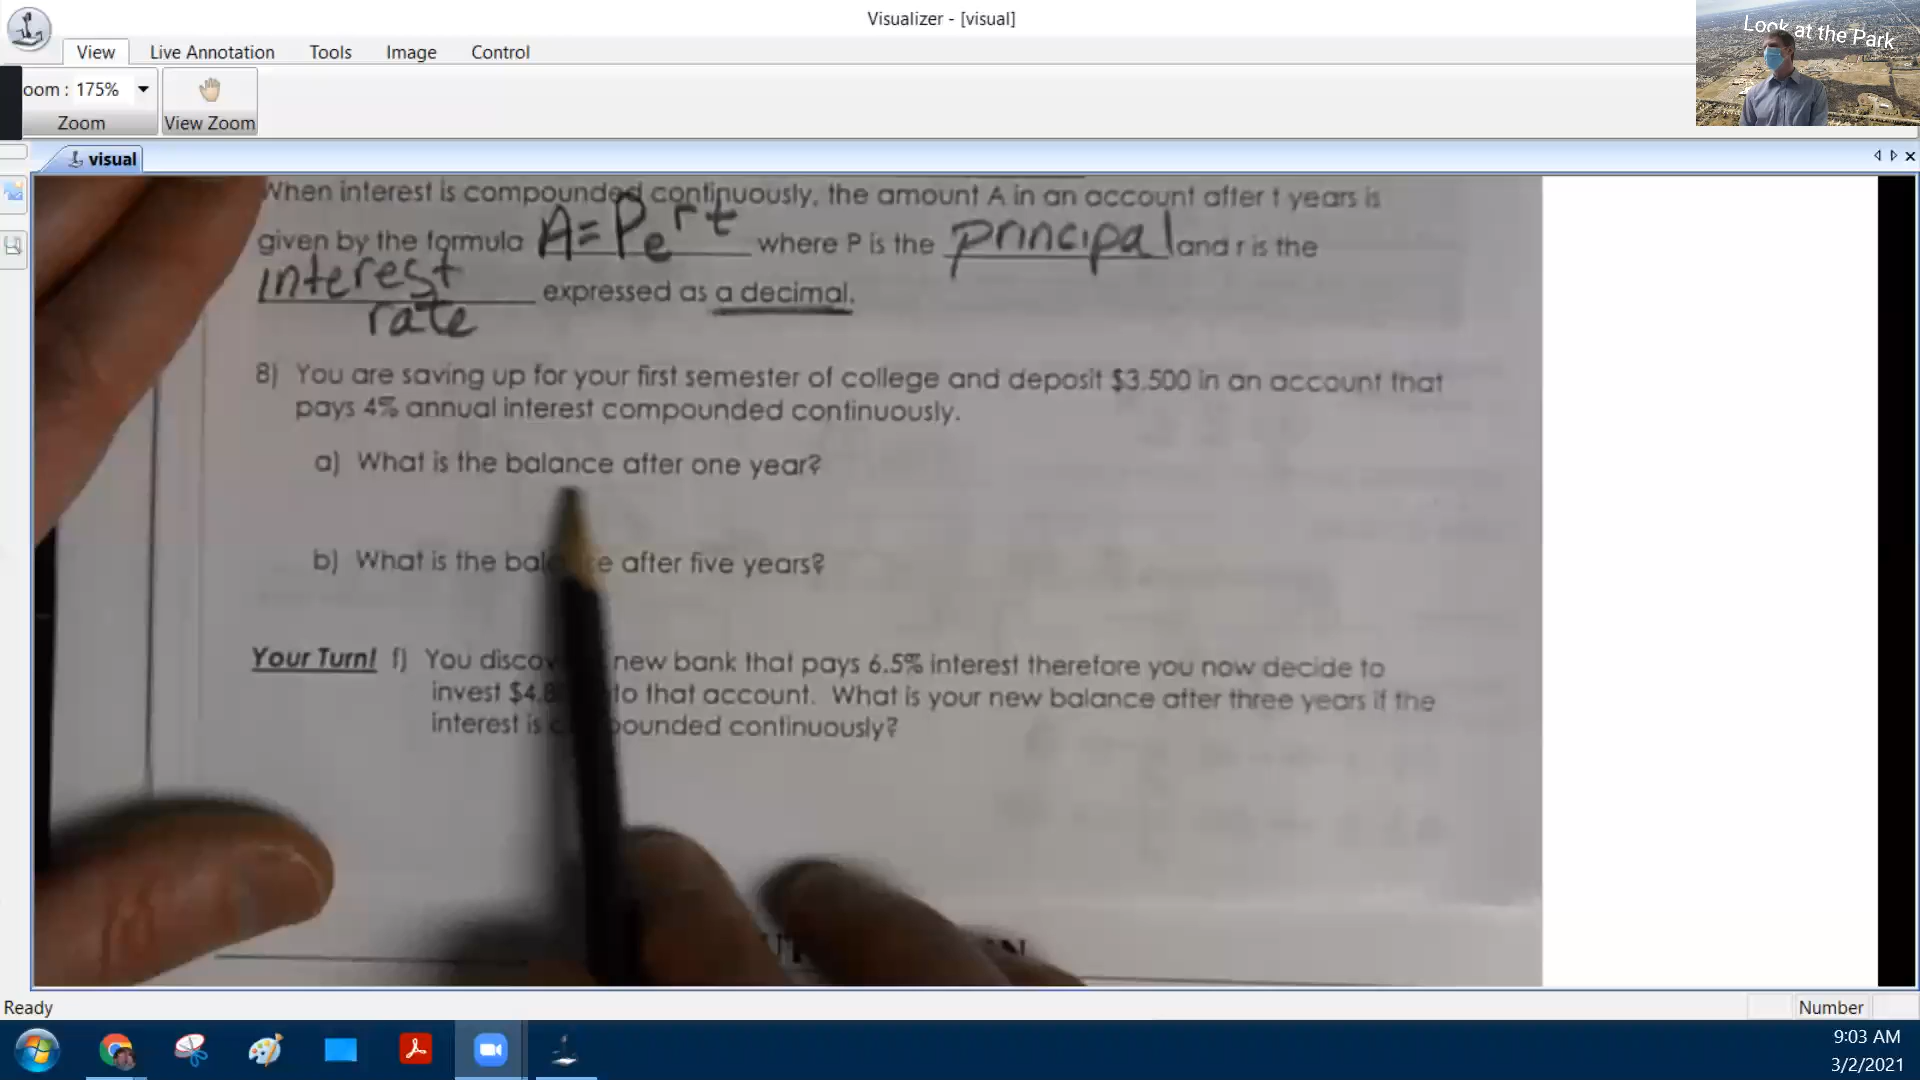 Visualizer - [visual]
Look at the Park
View Live Annotation Tools Image Control
oom : 175%
Zoom View Zoom
visual
When interest is compounded continuously, the amount A in an account after t years is
given by the formula A=Pe^rt where P is the principal and r is the
interest rate expressed as a decimal.
8) You are saving up for your first semester of college and deposit $3,500 in an account that
pays 4% annual interest compounded continuously.
a) What is the balance after one year?
b) What is the after five years?
Your Turn! f) You new bank that pays 6.5% interest therefore you now decide to
invest to that account. What is your new balance after three years if the
interest is continuously?
Ready Number
9:03 AM
3/2/2021